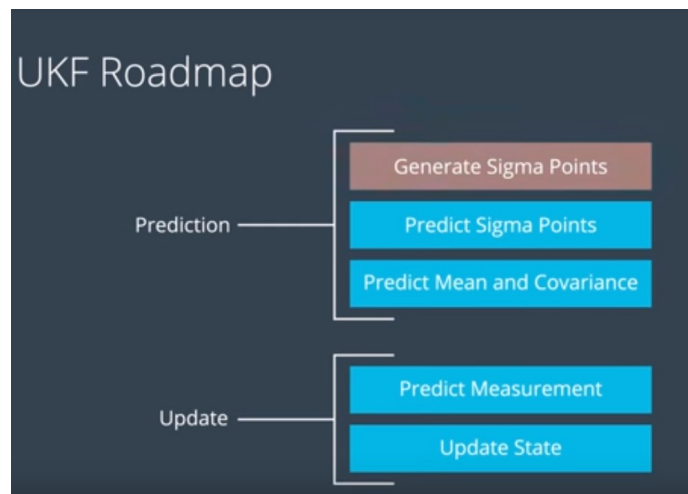 UKF Roadmap
Prediction
Generate Sigma Points
Predict Sigma Points
Predict Mean and Covariance
Update
Predict Measurement
Update State